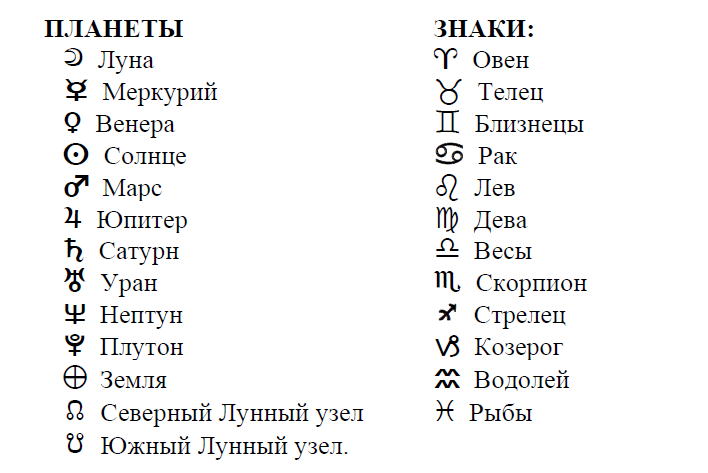 ПЛАНЕТЫ
☽ Луна
☿ Меркурий
♀ Венера
☉ Солнце
♂ Марс
♃ Юпитер
♄ Сатурн
♅ Уран
♆ Нептун
♇ Плутон
⊕ Земля
☊ Северный Лунный узел
☋ Южный Лунный узел.
ЗНАКИ:
♈ Овен
♉ Телец
♊ Близнецы
♋ Рак
♌ Лев
♍ Дева
♎ Весы
♏ Скорпион
♐ Стрелец
♑ Козерог
♒ Водолей
♓ Рыбы